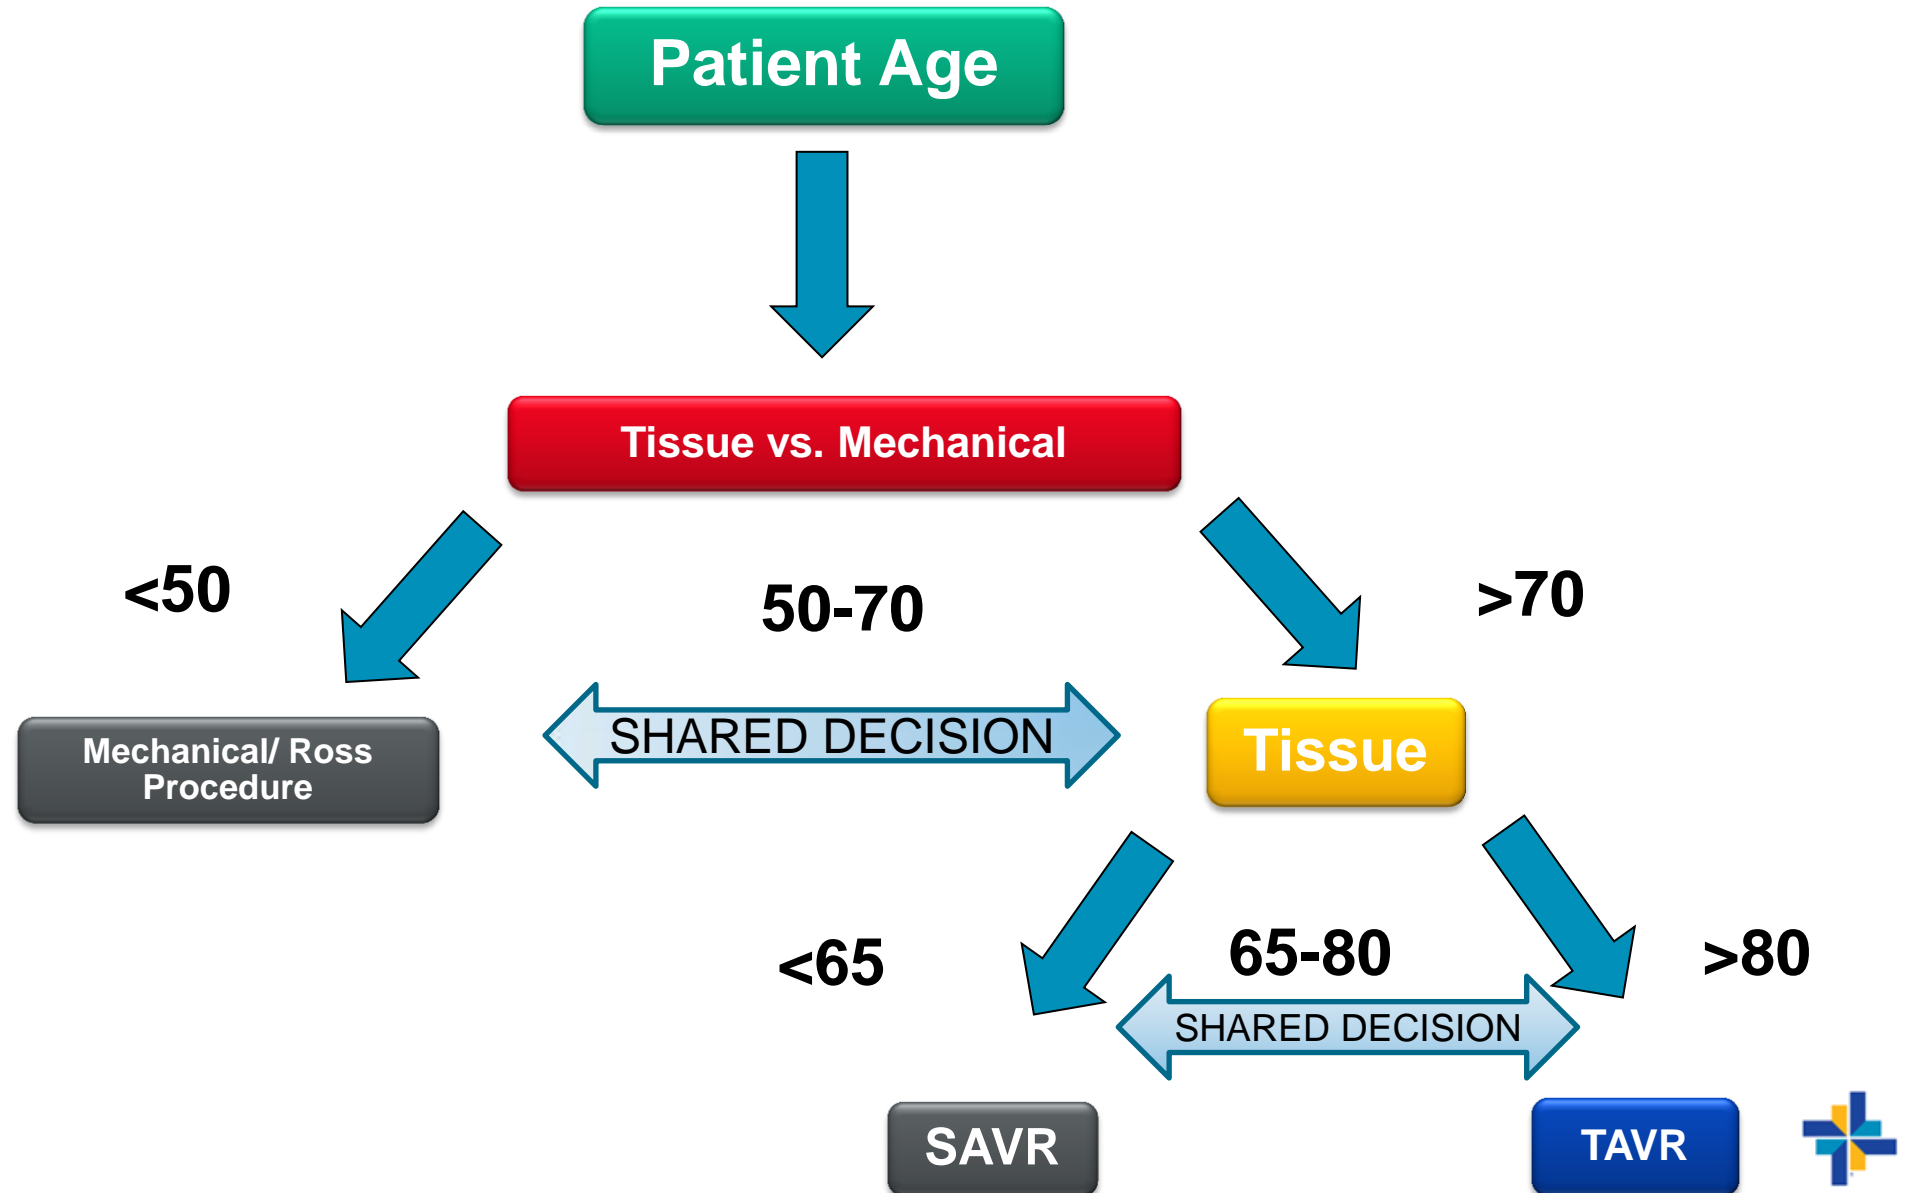 Patient Age
Tissue vs. Mechanical
<50
50-70
>70
SHARED DECISION
Mechanical/ Ross
Procedure
Tissue
<65
65-80
>80
SHARED DECISION
SAVR
TAVR